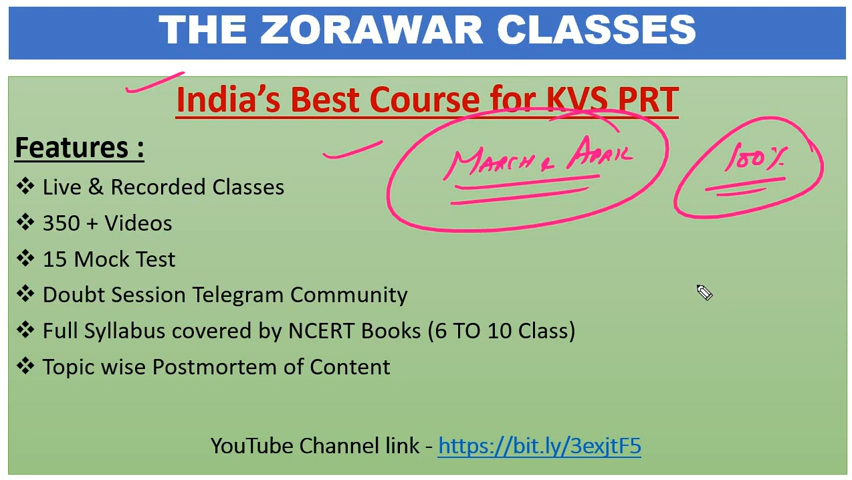 THE ZORAWAR CLASSES
India's Best Course for KVS PRT
Features :
MARCH & APRIL
100%
❖ Live & Recorded Classes
❖ 350 + Videos
❖ 15 Mock Test
❖ Doubt Session Telegram Community
❖ Full Syllabus covered by NCERT Books (6 TO 10 Class)
❖ Topic wise Postmortem of Content
YouTube Channel link - https://bit.ly/3exjtF5